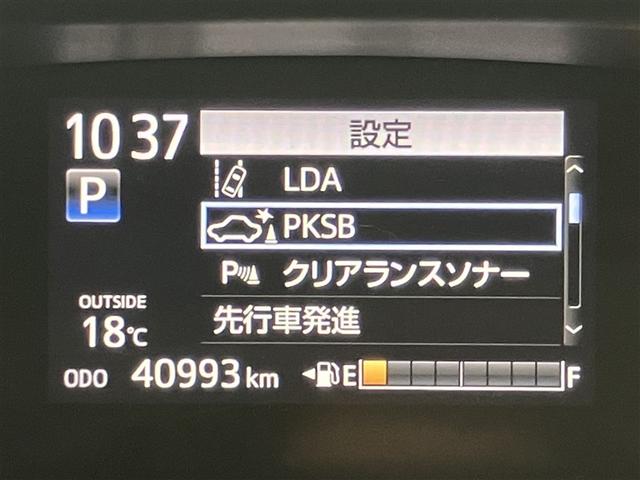 10 37
設定
LDA
P
PKSB
P クリアランスソナー
OUTSIDE
18℃
先行車発進
ODO 40993 km E F